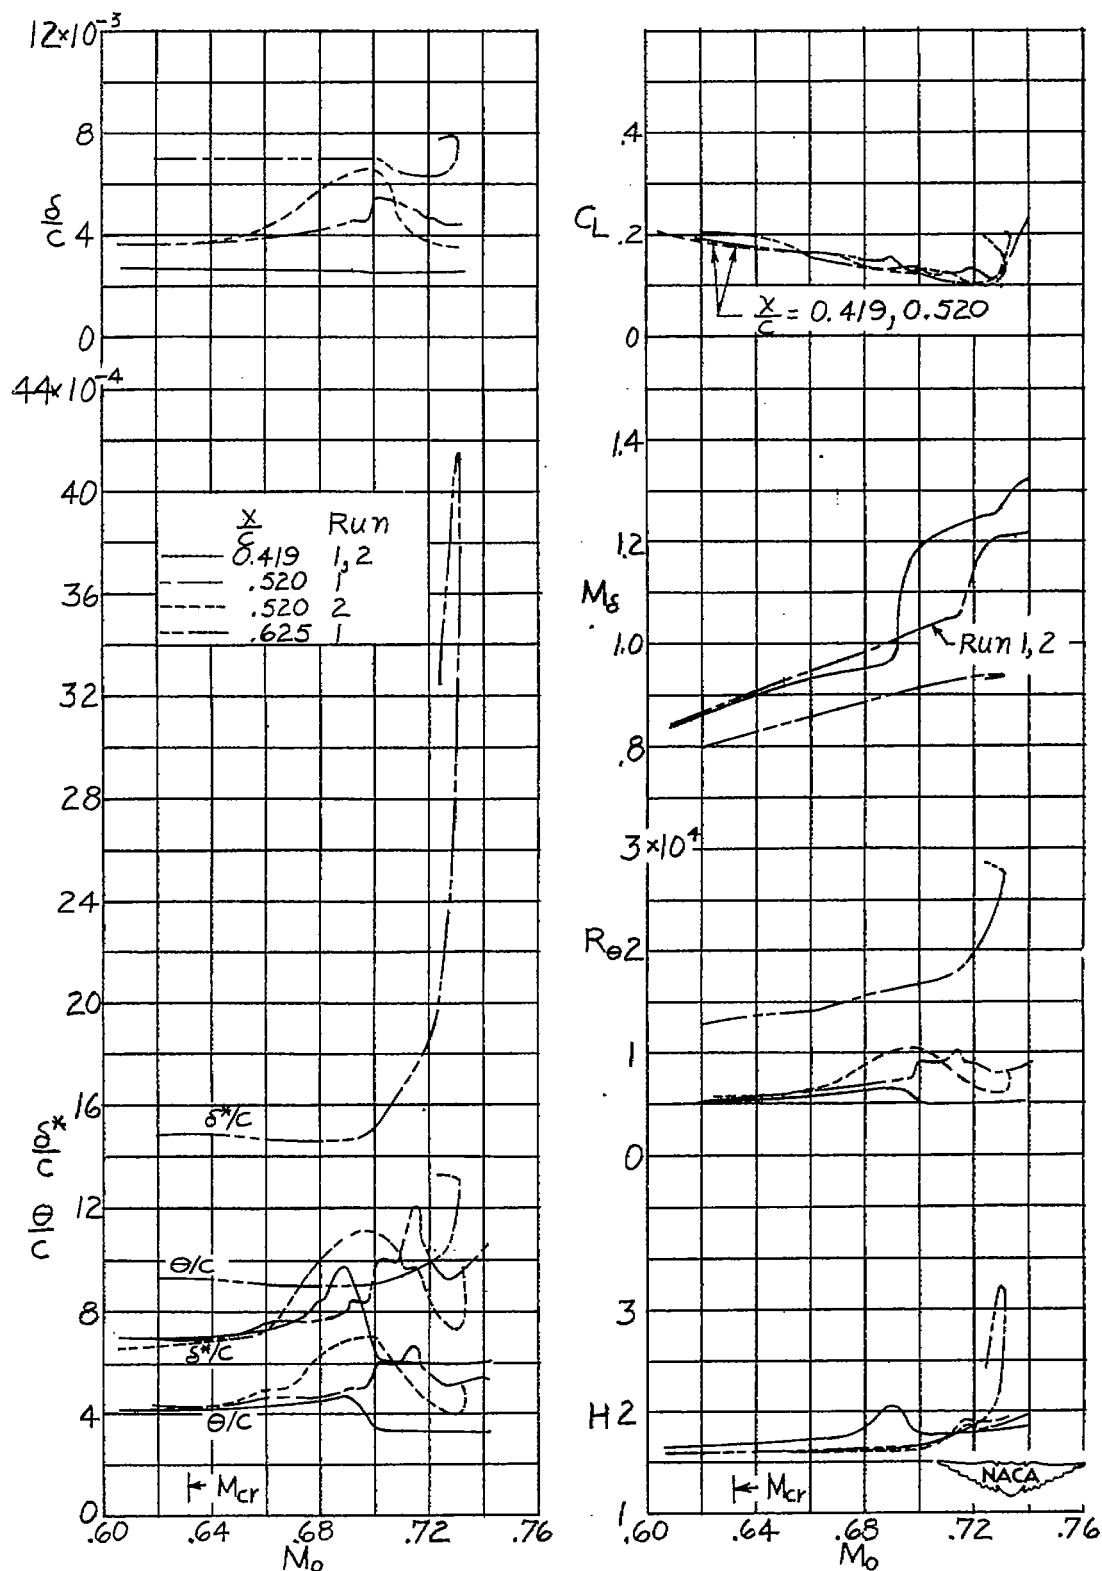 12×10⁻³
8
δ/c 4
0
44×10⁻⁴
40
36
32
28
24
20
16
δ*/c
12
θ/c
8
4
0
x/c Run
0.419 1,2
.520 1
.520 2
.625 1
δ*/c
θ/c
δ*/c
θ/c
Mcr
.60 .64 .68 .72 .76
M₀
.4
C_L .2
0
x/c = 0.419, 0.520
1.4
1.2
M_δ
1.0
Run 1, 2
.8
3×10⁴
R_θ 2
1
0
3
H 2
1
Mcr
NACA
.60 .64 .68 .72 .76
M₀